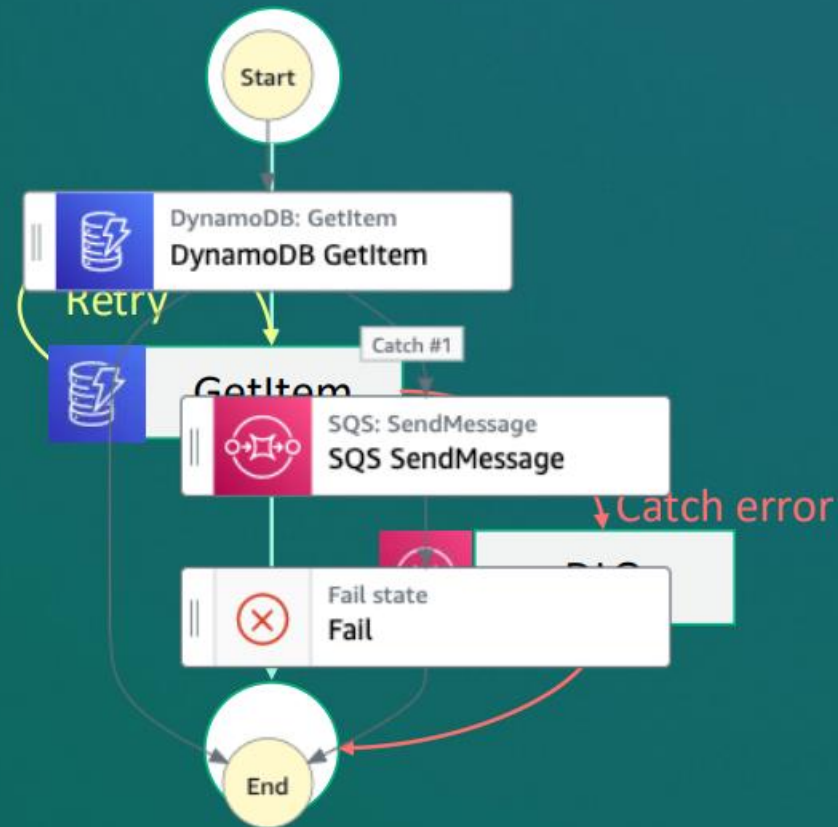 Start
DynamoDB: GetItem
DynamoDB GetItem
Retry
Catch #1
GetItem
SQS: SendMessage
SQS SendMessage
Catch error
DLQ
Fail state
Fail
End